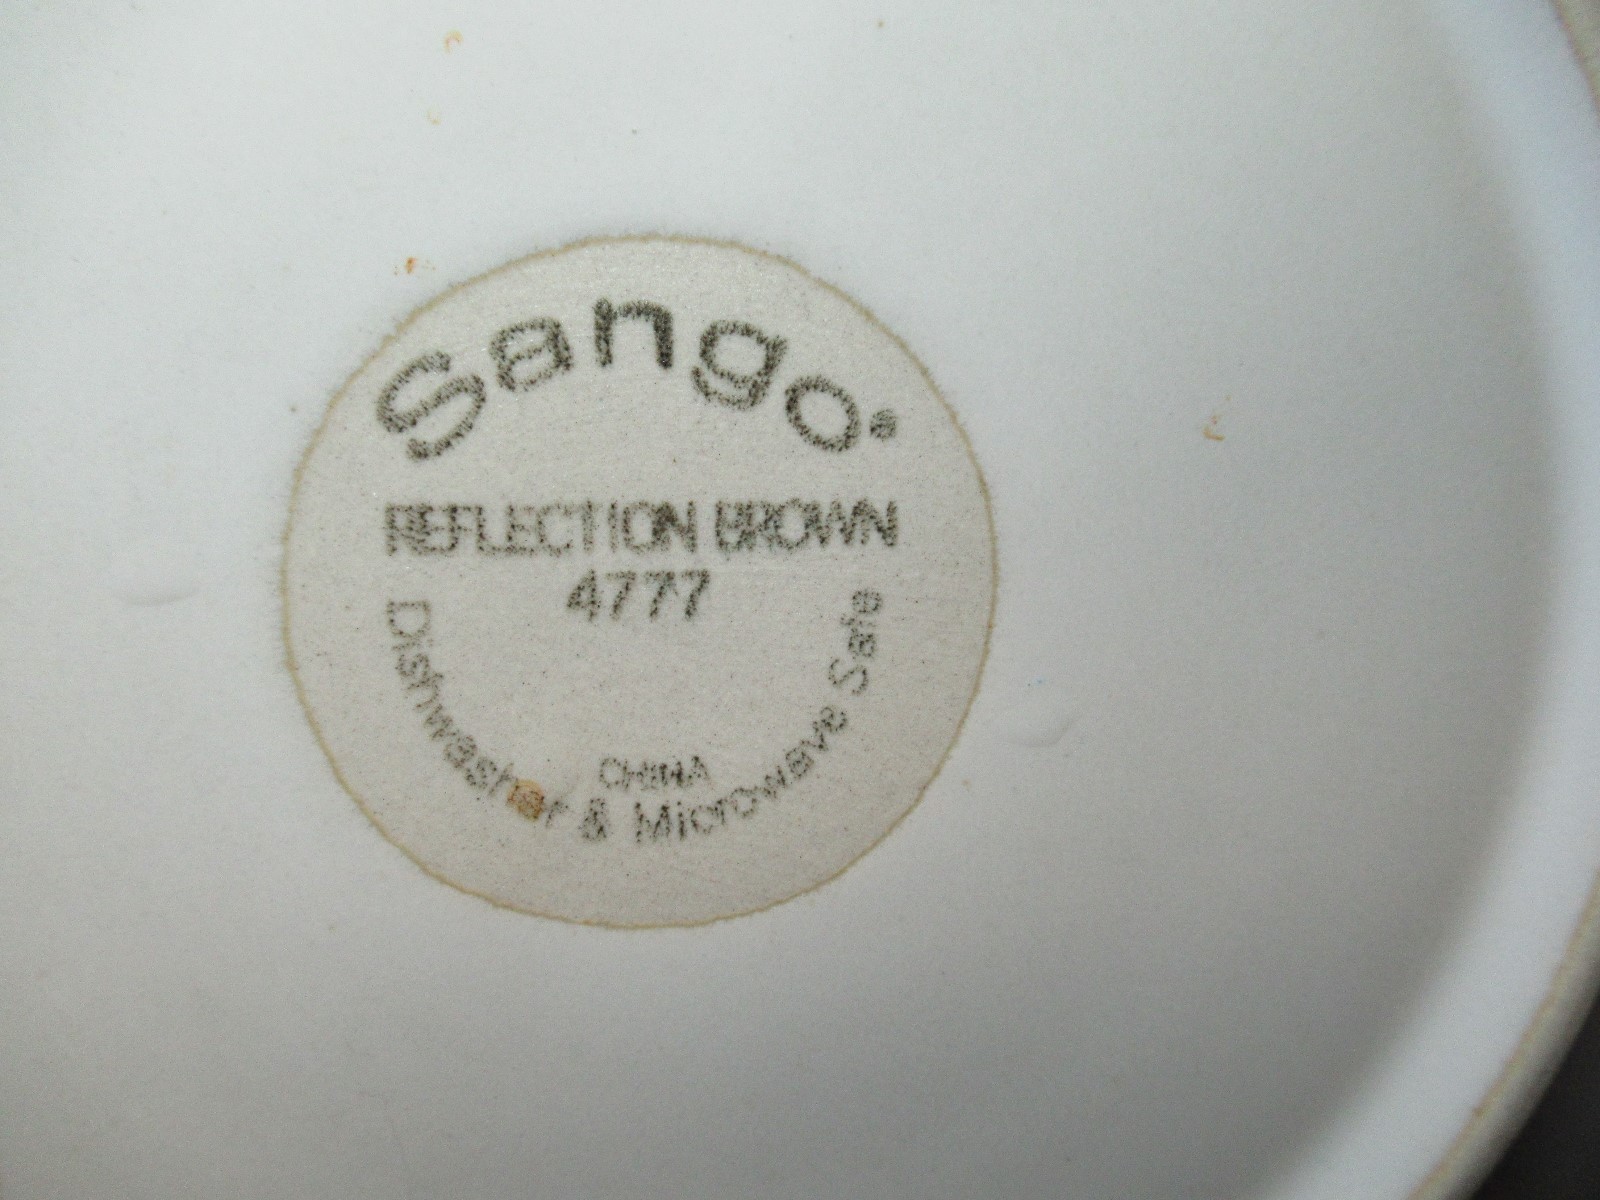 Sango®
REFLECTION BROWN
4777
CHINA
Dishwasher & Microwave Safe